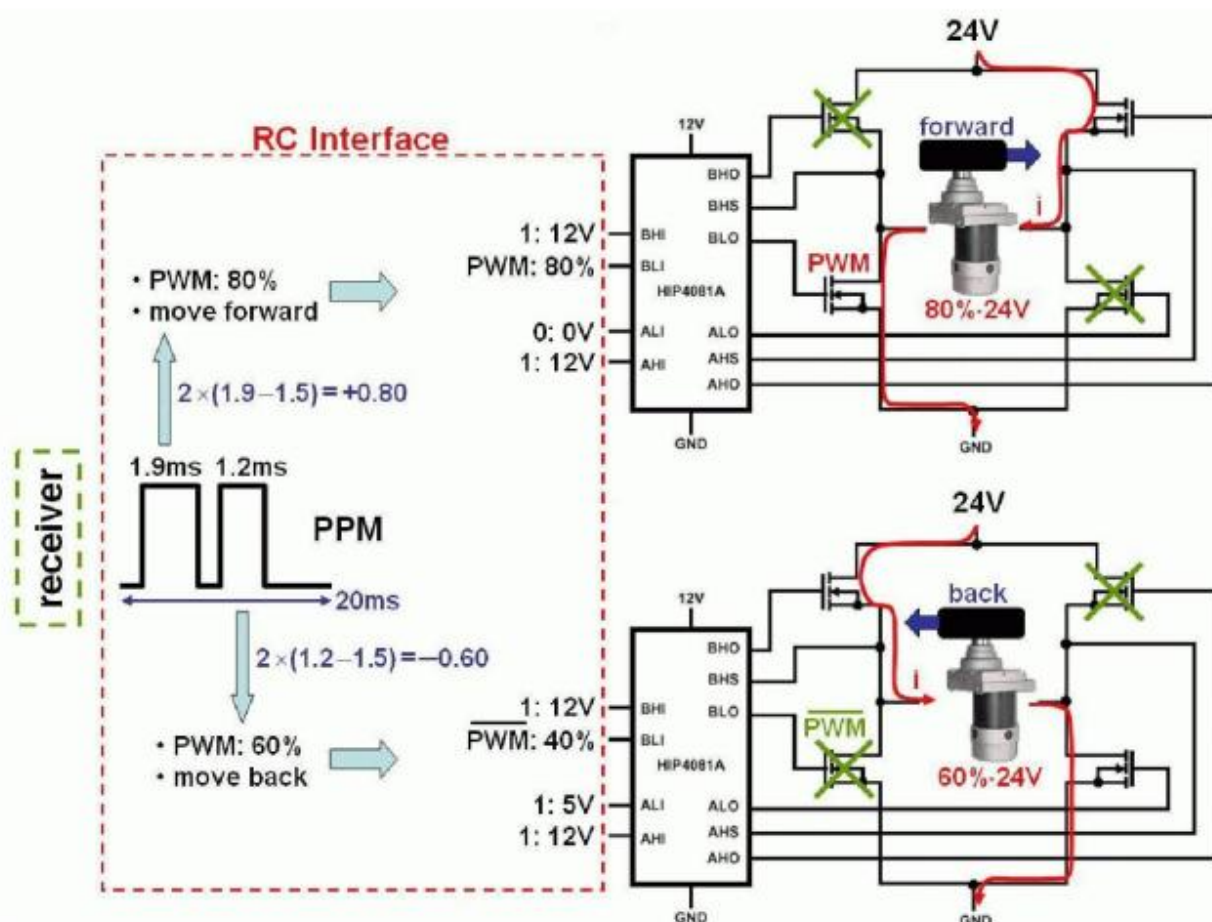 24V
RC Interface
12V
forward
BHO
BHS
BHI
BLO
1: 12V
• PWM: 80%
• move forward
PWM: 80%
BLI
HIP4081A
PWM
i
80%·24V
0: 0V
ALI
ALO
1: 12V
AHI
AHS
AHO
2×(1.9−1.5)=+0.80
GND
GND
receiver
1.9ms 1.2ms
PPM
20ms
24V
12V
back
2×(1.2−1.5)=−0.60
BHO
BHS
i
1: 12V
BHI
BLO
• PWM: 60%
• move back
P̅W̅M̅: 40%
BLI
HIP4081A
P̅W̅M̅
60%·24V
1: 5V
ALI
ALO
1: 12V
AHI
AHS
AHO
GND
GND